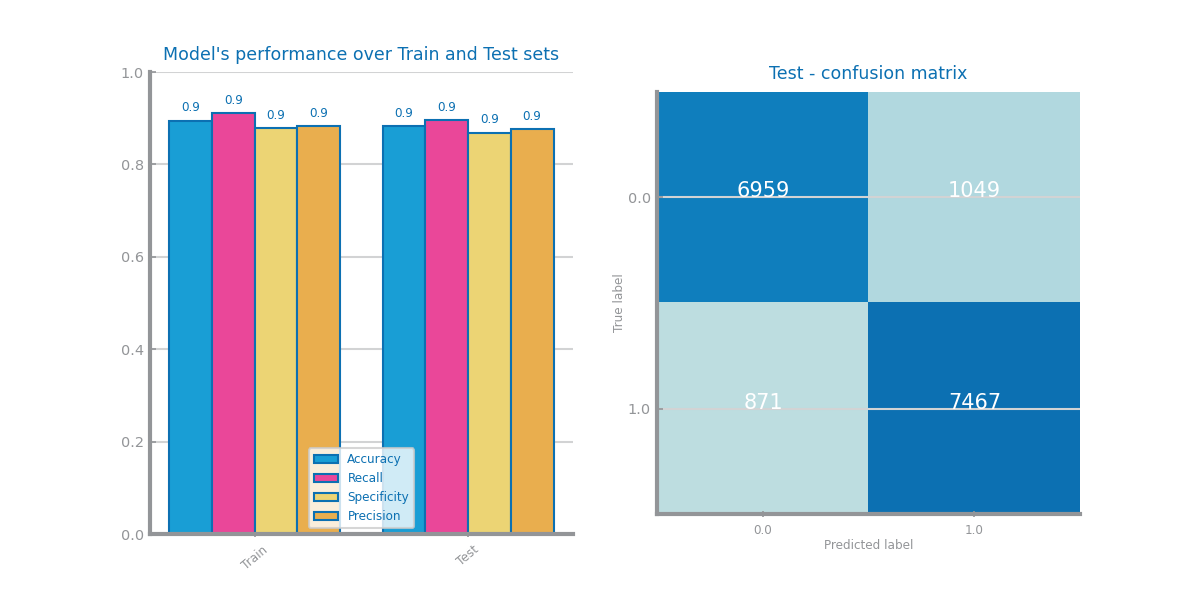 Model's performance over Train and Test sets
1.0
0.8
0.6
0.4
0.2
0.0
0.9
0.9
0.9
0.9
0.9
0.9
0.9
0.9
Accuracy
Recall
Specificity
Precision
Train
Test
Test - confusion matrix
True label
0.0
1.0
6959 1049
871 7467
0.0 1.0
Predicted label